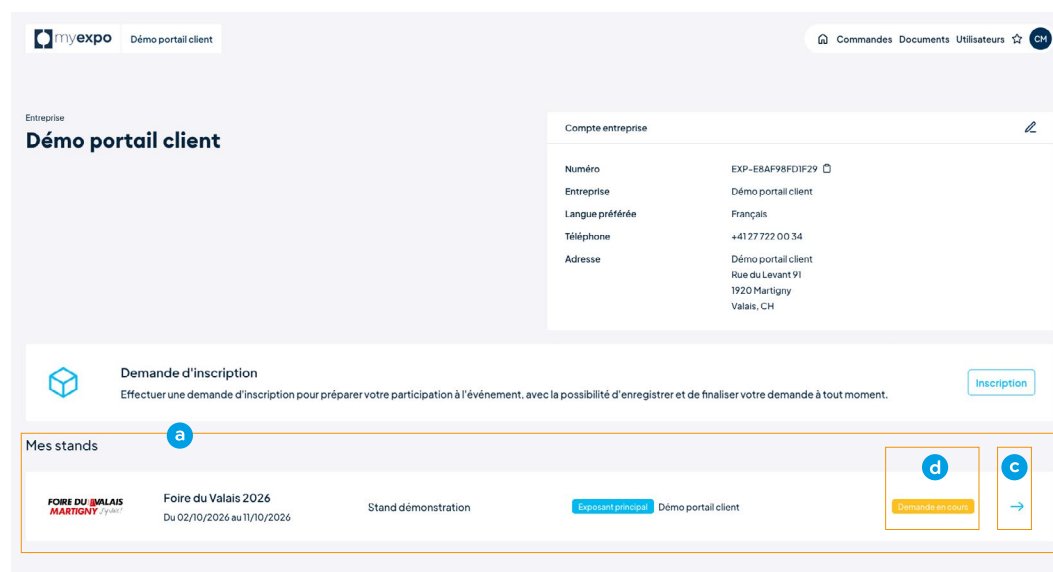 myexpo Démo portail client Commandes Documents Utilisateurs CM
Entreprise
Démo portail client
Compte entreprise
Numéro EXP-E8AF98FD1F29
Entreprise Démo portail client
Langue préférée Français
Téléphone +41 27 722 00 34
Adresse Démo portail client
Rue du Levant 91
1920 Martigny
Valais, CH
Demande d'inscription
Effectuer une demande d'inscription pour préparer votre participation à l'événement, avec la possibilité d'enregistrer et de finaliser votre demande à tout moment.
Inscription
a
Mes stands
d c
FOIRE DU VALAIS
MARTIGNY
Foire du Valais 2026
Du 02/10/2026 au 11/10/2026
Stand démonstration
Exposant principal Démo portail client
Demande en cours